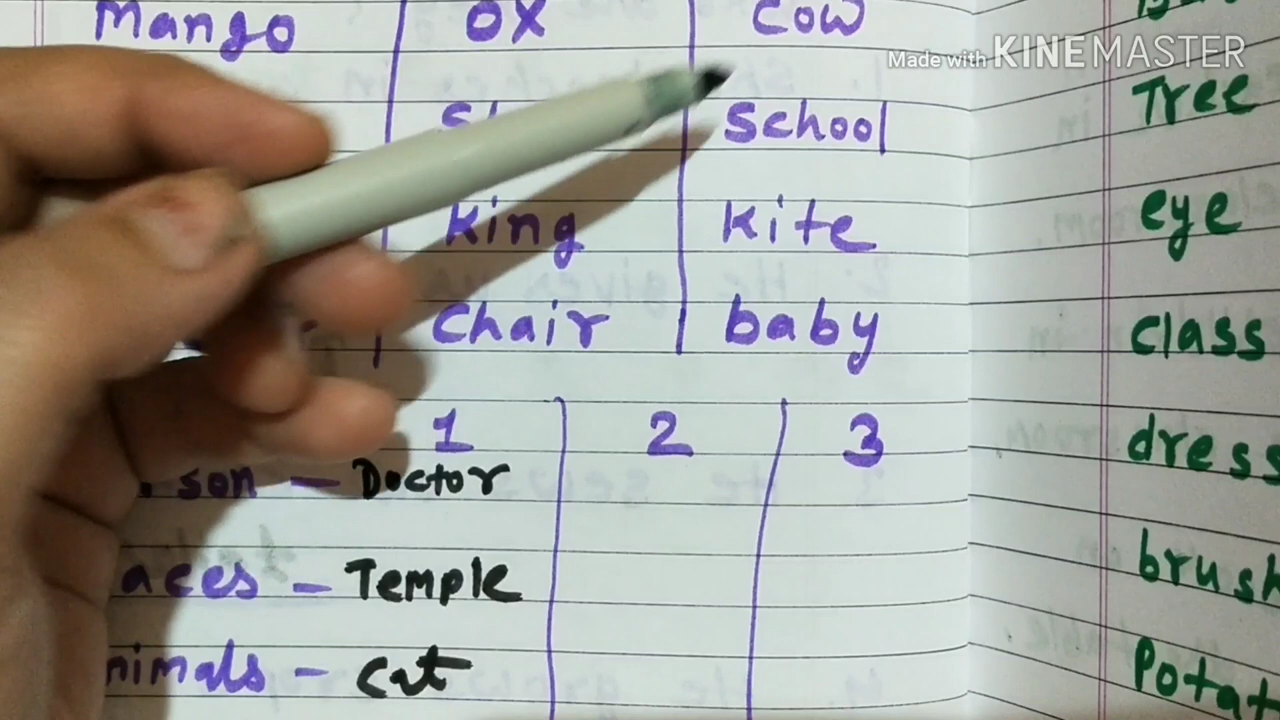 Mango OX Cow
Made with KINEMASTER
Tree
School
eye
King Kite
Class
Chair baby
1 2 3
dress
son - Doctor
brush
aces - Temple
Potat
nimals - Cat